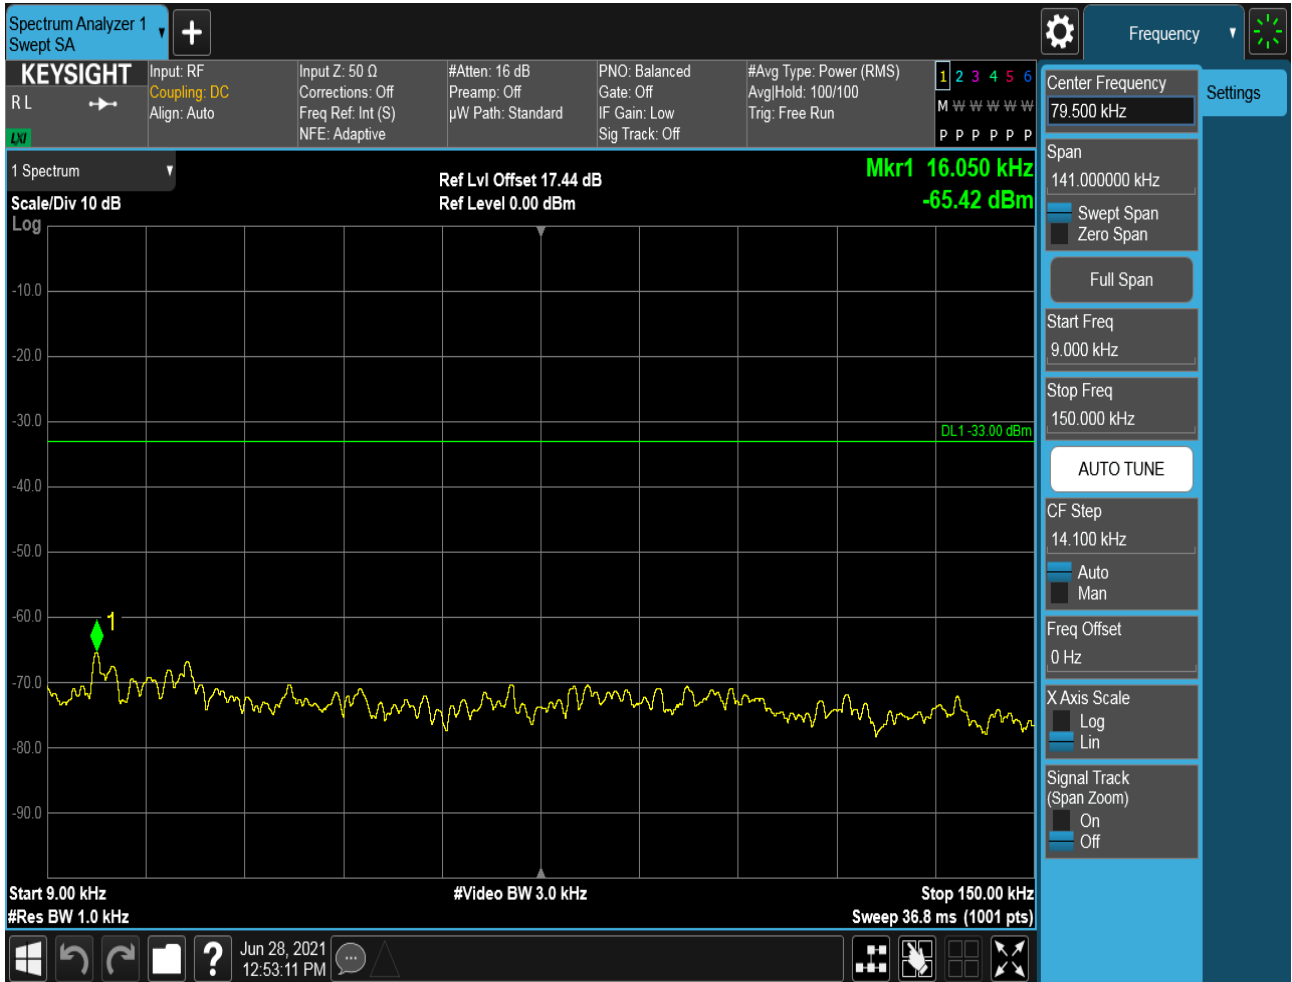 Spectrum Analyzer 1
Swept SA
Frequency
KEYSIGHT
R L
LXI
Input: RF
Coupling: DC
Align: Auto
Input Z: 50 Ω
Corrections: Off
Freq Ref: Int (S)
NFE: Adaptive
#Atten: 16 dB
Preamp: Off
µW Path: Standard
PNO: Balanced
Gate: Off
IF Gain: Low
Sig Track: Off
#Avg Type: Power (RMS)
Avg|Hold: 100/100
Trig: Free Run
1 2 3 4 5 6
M W W W W W
P P P P P P
1 Spectrum
Scale/Div 10 dB
Log
Ref Lvl Offset 17.44 dB
Ref Level 0.00 dBm
Mkr1 16.050 kHz
-65.42 dBm
-10.0
-20.0
-30.0
DL1 -33.00 dBm
-40.0
-50.0
-60.0
1
-70.0
-80.0
-90.0
Start 9.00 kHz
#Video BW 3.0 kHz
Stop 150.00 kHz
#Res BW 1.0 kHz
Sweep 36.8 ms (1001 pts)
Center Frequency
79.500 kHz
Settings
Span
141.000000 kHz
Swept Span
Zero Span
Full Span
Start Freq
9.000 kHz
Stop Freq
150.000 kHz
AUTO TUNE
CF Step
14.100 kHz
Auto
Man
Freq Offset
0 Hz
X Axis Scale
Log
Lin
Signal Track
(Span Zoom)
On
Off
?
Jun 28, 2021
12:53:11 PM